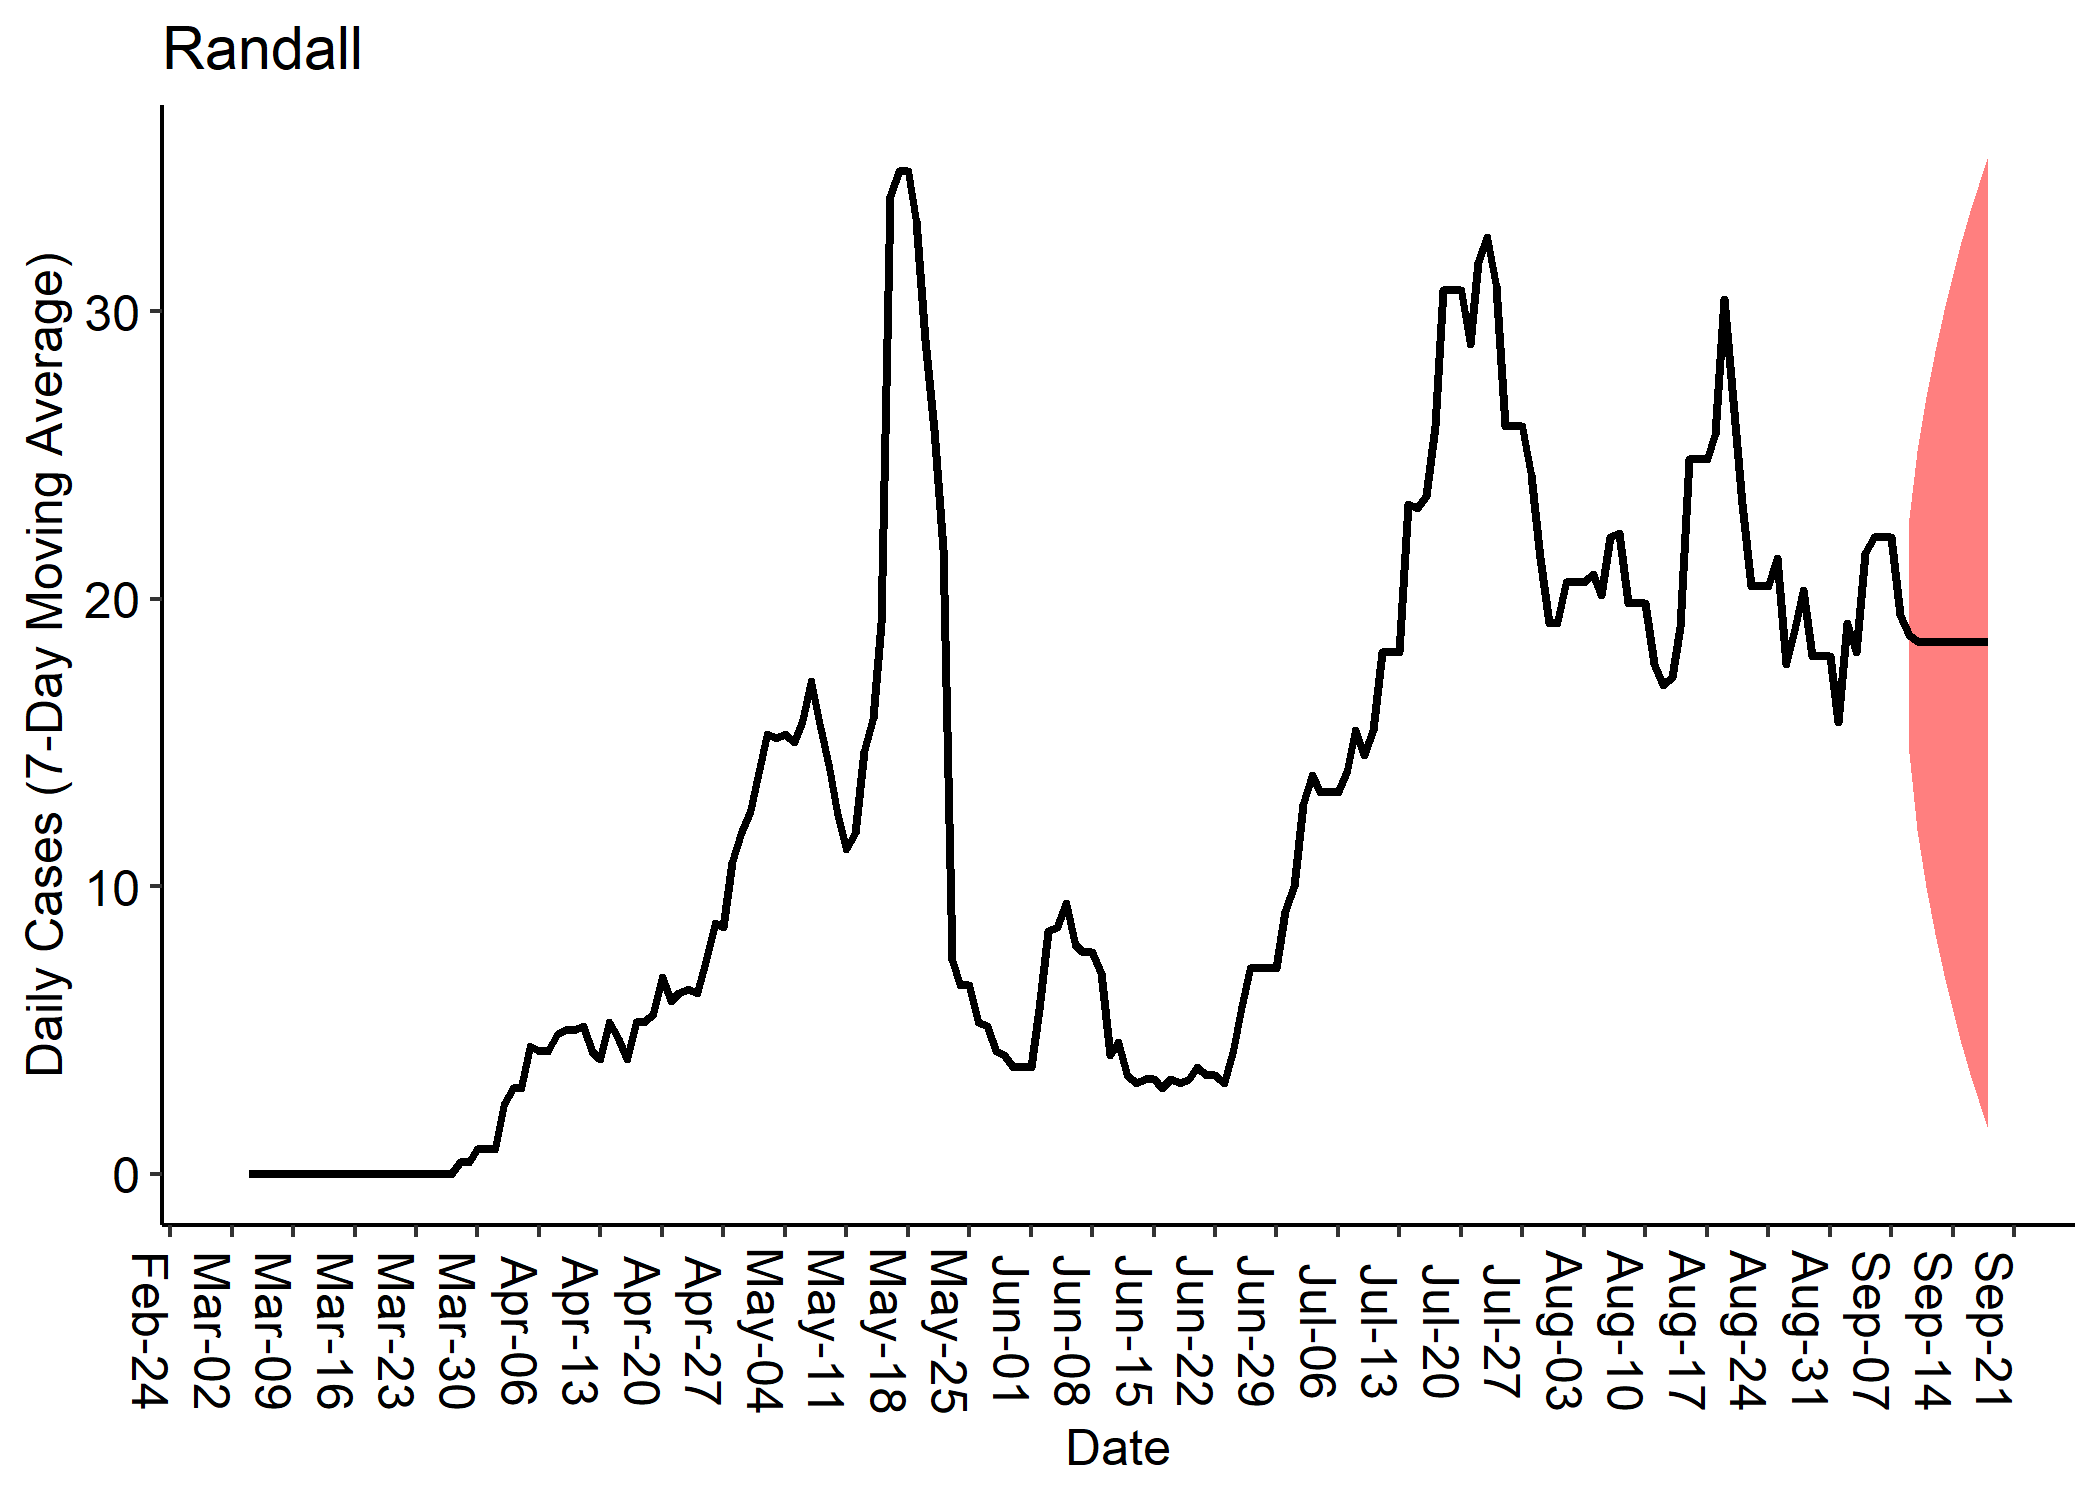 Randall
Daily Cases (7-Day Moving Average)
30
20
10
0
Feb-24
Mar-02
Mar-09
Mar-16
Mar-23
Mar-30
Apr-06
Apr-13
Apr-20
Apr-27
May-04
May-11
May-18
May-25
Jun-01
Jun-08
Jun-15
Jun-22
Jun-29
Jul-06
Jul-13
Jul-20
Jul-27
Aug-03
Aug-10
Aug-17
Aug-24
Aug-31
Sep-07
Sep-14
Sep-21
Date